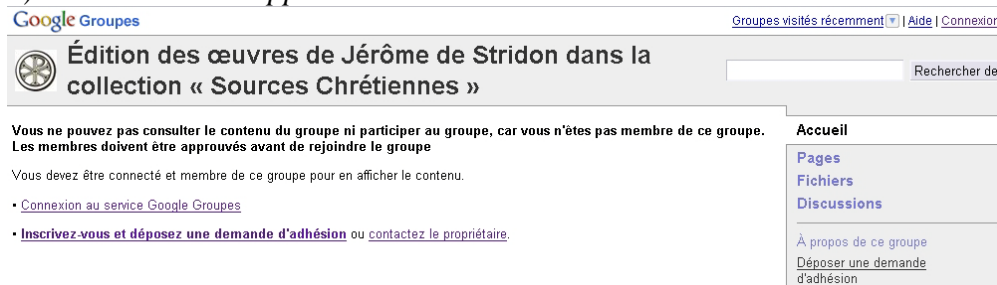 Google Groupes
Groupes visités récemment | Aide | Connexion
Édition des œuvres de Jérôme de Stridon dans la
collection « Sources Chrétiennes »
Rechercher de
Vous ne pouvez pas consulter le contenu du groupe ni participer au groupe, car vous n'êtes pas membre de ce groupe.
Les membres doivent être approuvés avant de rejoindre le groupe
Vous devez être connecté et membre de ce groupe pour en afficher le contenu.
• Connexion au service Google Groupes
• Inscrivez-vous et déposez une demande d'adhésion ou contactez le propriétaire.
Accueil
Pages
Fichiers
Discussions
À propos de ce groupe
Déposer une demande
d'adhésion